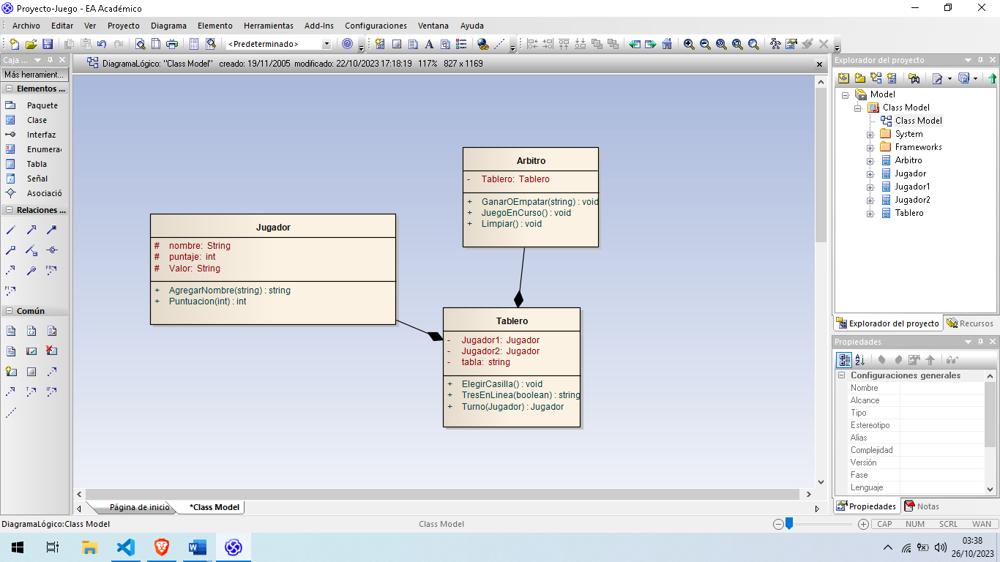 Proyecto-Juego - EA Académico
Archivo Editar Ver Proyecto Diagrama Elemento Herramientas Add-Ins Configuraciones Ventana Ayuda
<Predeterminado>
Caja ...
Más herramient...
Elementos ...
Paquete
Clase
Interfaz
Enumera
Tabla
Señal
Asociació
Relaciones ...
Común
DiagramaLógico: "Class Model" creado: 19/11/2005 modificado: 22/10/2023 17:18:19 117% 827 x 1169
Arbitro
- Tablero: Tablero
+ GanarOEmpatar(string) : void
+ JuegoEnCurso() : void
+ Limpiar() : void
Jugador
# nombre: String
# puntaje: int
# Valor: String
+ AgregarNombre(string) : string
+ Puntuacion(int) : int
Tablero
- Jugador1: Jugador
- Jugador2: Jugador
- tabla: string
+ ElegirCasilla() : void
+ TresEnLinea(boolean) : string
+ Turno(Jugador) : Jugador
Página de inicio *Class Model
Explorador del proyecto
Model
Class Model
Class Model
System
Frameworks
Arbitro
Jugador
Jugador1
Jugador2
Tablero
Explorador del proyecto Recursos
Propiedades
Configuraciones generales
Nombre
Alcance
Tipo
Estereotipo
Alias
Complejidad
Versión
Fase
Lenguaje
Propiedades Notas
DiagramaLógico:Class Model Class Model CAP NUM SCRL WAN
03:38
26/10/2023